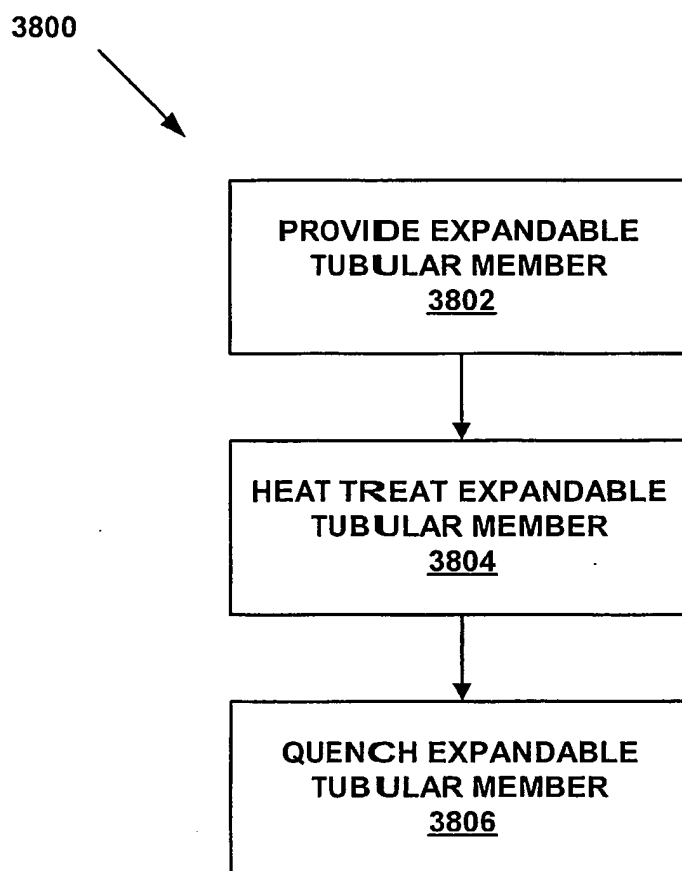 3800
PROVIDE EXPANDABLE
TUBULAR MEMBER
3802
HEAT TREAT EXPANDABLE
TUBULAR MEMBER
3804
QUENCH EXPANDABLE
TUBULAR MEMBER
3806